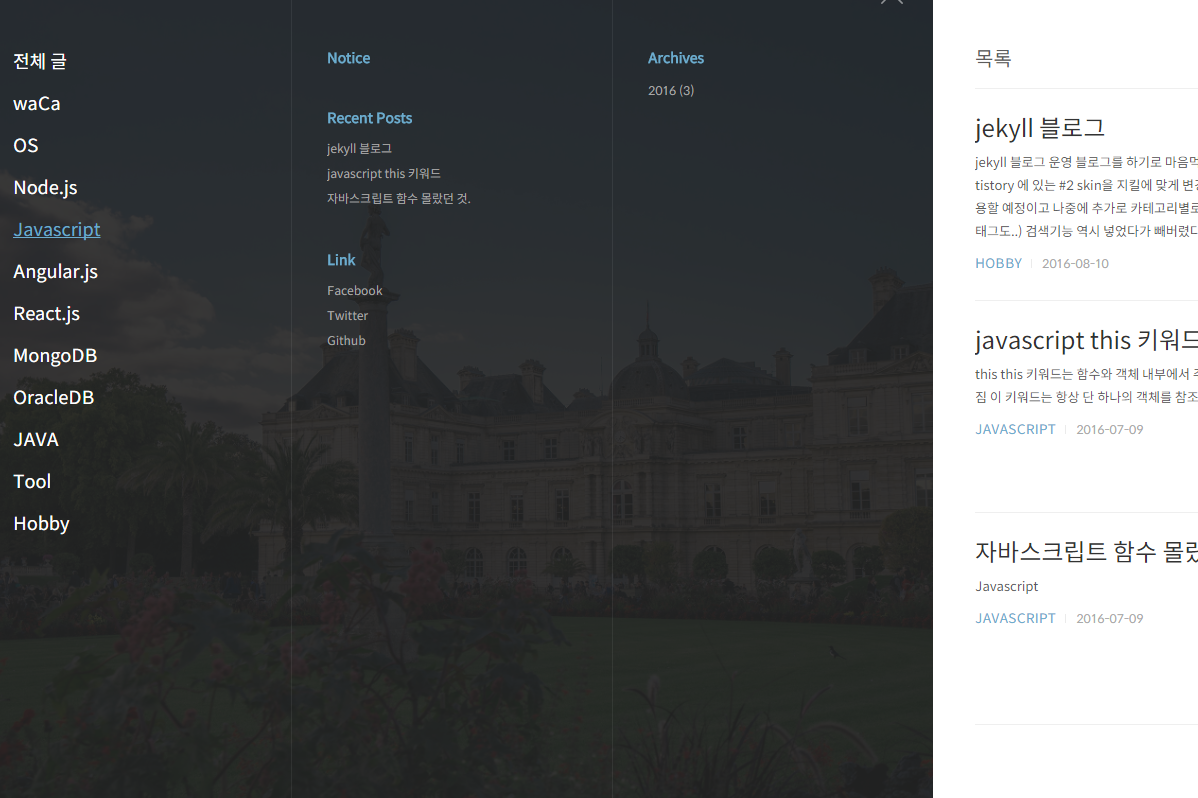 전체 글
waCa
OS
Node.js
Javascript
Angular.js
React.js
MongoDB
OracleDB
JAVA
Tool
Hobby
Notice
Recent Posts
jekyll 블로그
javascript this 키워드
자바스크립트 함수 몰랐던 것.
Link
Facebook
Twitter
Github
Archives
2016 (3)
목록
jekyll 블로그
jekyll 블로그 운영 블로그를 하기로 마음먹
tistory 에 있는 #2 skin을 지킬에 맞게 변경
용할 예정이고 나중에 추가로 카테고리별로
태그도..) 검색기능 역시 넣었다가 빼버렸다
HOBBY 2016-08-10
javascript this 키워드
this this 키워드는 함수와 객체 내부에서 주
짐 이 키워드는 항상 단 하나의 객체를 참조
JAVASCRIPT 2016-07-09
자바스크립트 함수 몰랐
Javascript
JAVASCRIPT 2016-07-09